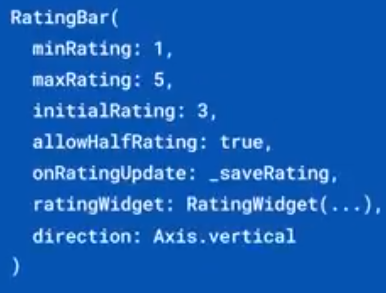 RatingBar(
  minRating: 1,
  maxRating: 5,
  initialRating: 3,
  allowHalfRating: true,
  onRatingUpdate: _saveRating,
  ratingWidget: RatingWidget(...),
  direction: Axis.vertical
)